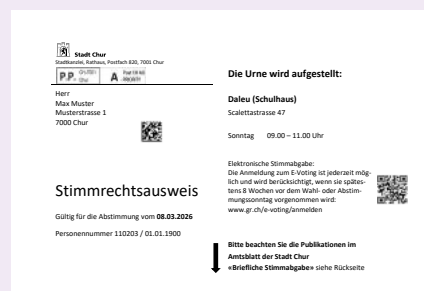 Stadt Chur
Stadtkanzlei, Rathaus, Postfach 820, 7001 Chur
P.P.
A
Herr
Max Muster
Musterstrasse 1
7000 Chur
Stimmrechtsausweis
Gültig für die Abstimmung vom 08.03.2026
Personennummer 110203 / 01.01.1900
Die Urne wird aufgestellt:
Daleu (Schulhaus)
Scalettastrasse 47
Sonntag 09.00 – 11.00 Uhr
Elektronische Stimmabgabe:
Die Anmeldung zum E-Voting ist jederzeit mög-
lich und wird berücksichtigt, wenn sie spätes-
tens 8 Wochen vor dem Wahl- oder Abstim-
mungssonntag vorgenommen wird:
www.gr.ch/e-voting/anmelden
Bitte beachten Sie die Publikationen im
Amtsblatt der Stadt Chur
«Briefliche Stimmabgabe» siehe Rückseite